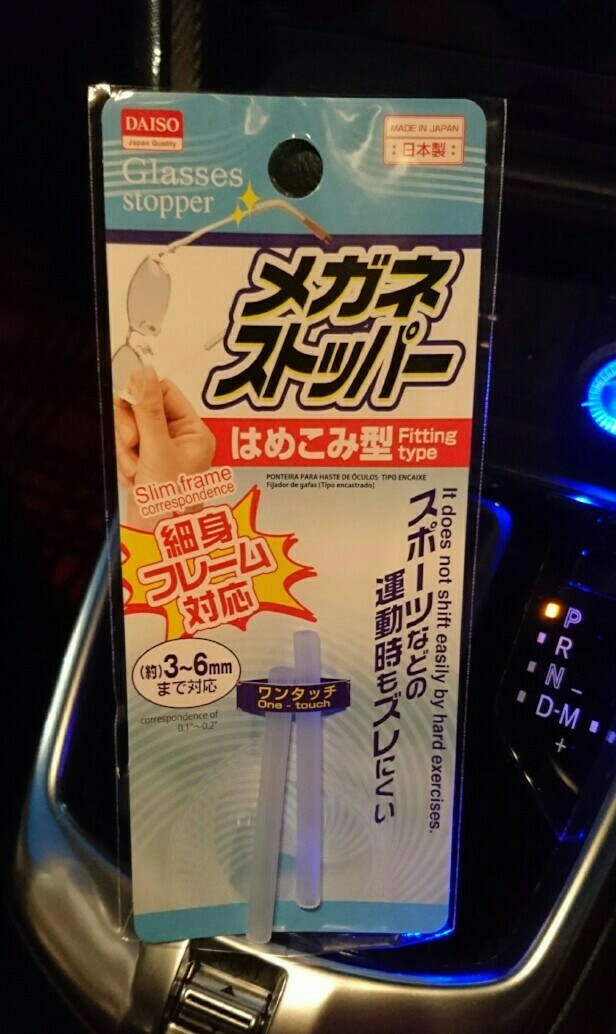 DAISO
Japan Quality
MADE IN JAPAN
日本製
Glasses
stopper
メガネ
ストッパー
はめこみ型 Fitting type
PONTEIRA PARA HASTE DE ÓCULOS TIPO ENCAIXE
Fijador de gafas (Tipo encastrado)
Slim frame
correspondence
細身
フレーム
対応
(約)3~6mm
まで対応
correspondence of
0.1"~0.2"
ワンタッチ
One - touch
It does not shift easily by hard exercises.
スポーツなどの
運動時もズレにくい
P
R
N
D-M
+